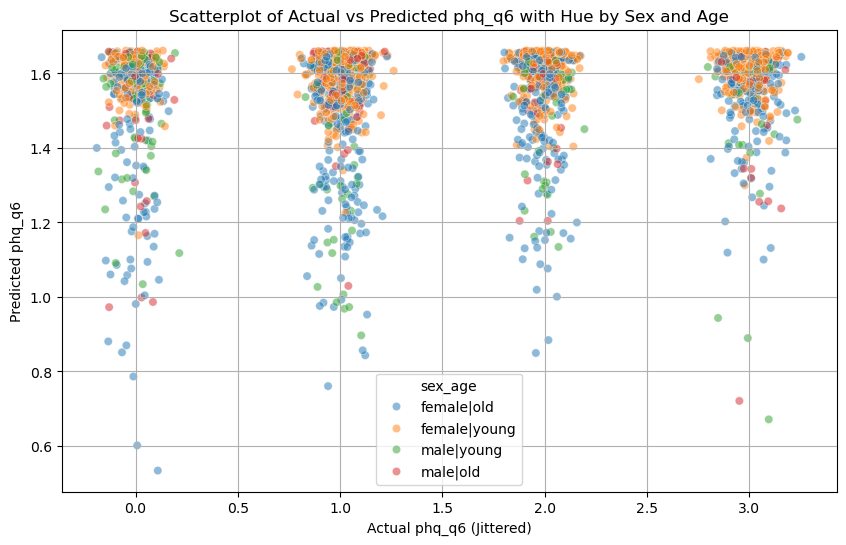 Scatterplot of Actual vs Predicted phq_q6 with Hue by Sex and Age
Predicted phq_q6
1.6
1.4
1.2
1.0
0.8
0.6
sex_age
female|old
female|young
male|young
male|old
0.0 0.5 1.0 1.5 2.0 2.5 3.0
Actual phq_q6 (Jittered)